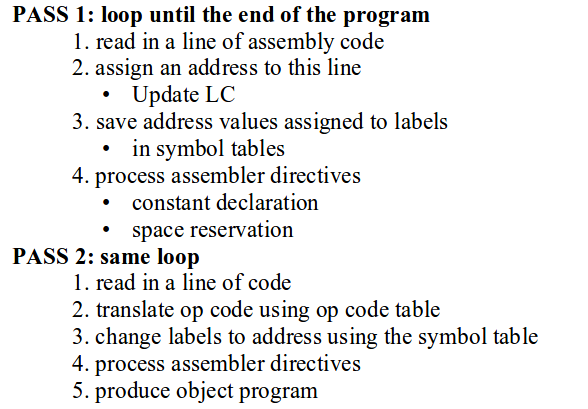 PASS 1: loop until the end of the program
1. read in a line of assembly code
2. assign an address to this line
• Update LC
3. save address values assigned to labels
• in symbol tables
4. process assembler directives
• constant declaration
• space reservation
PASS 2: same loop
1. read in a line of code
2. translate op code using op code table
3. change labels to address using the symbol table
4. process assembler directives
5. produce object program